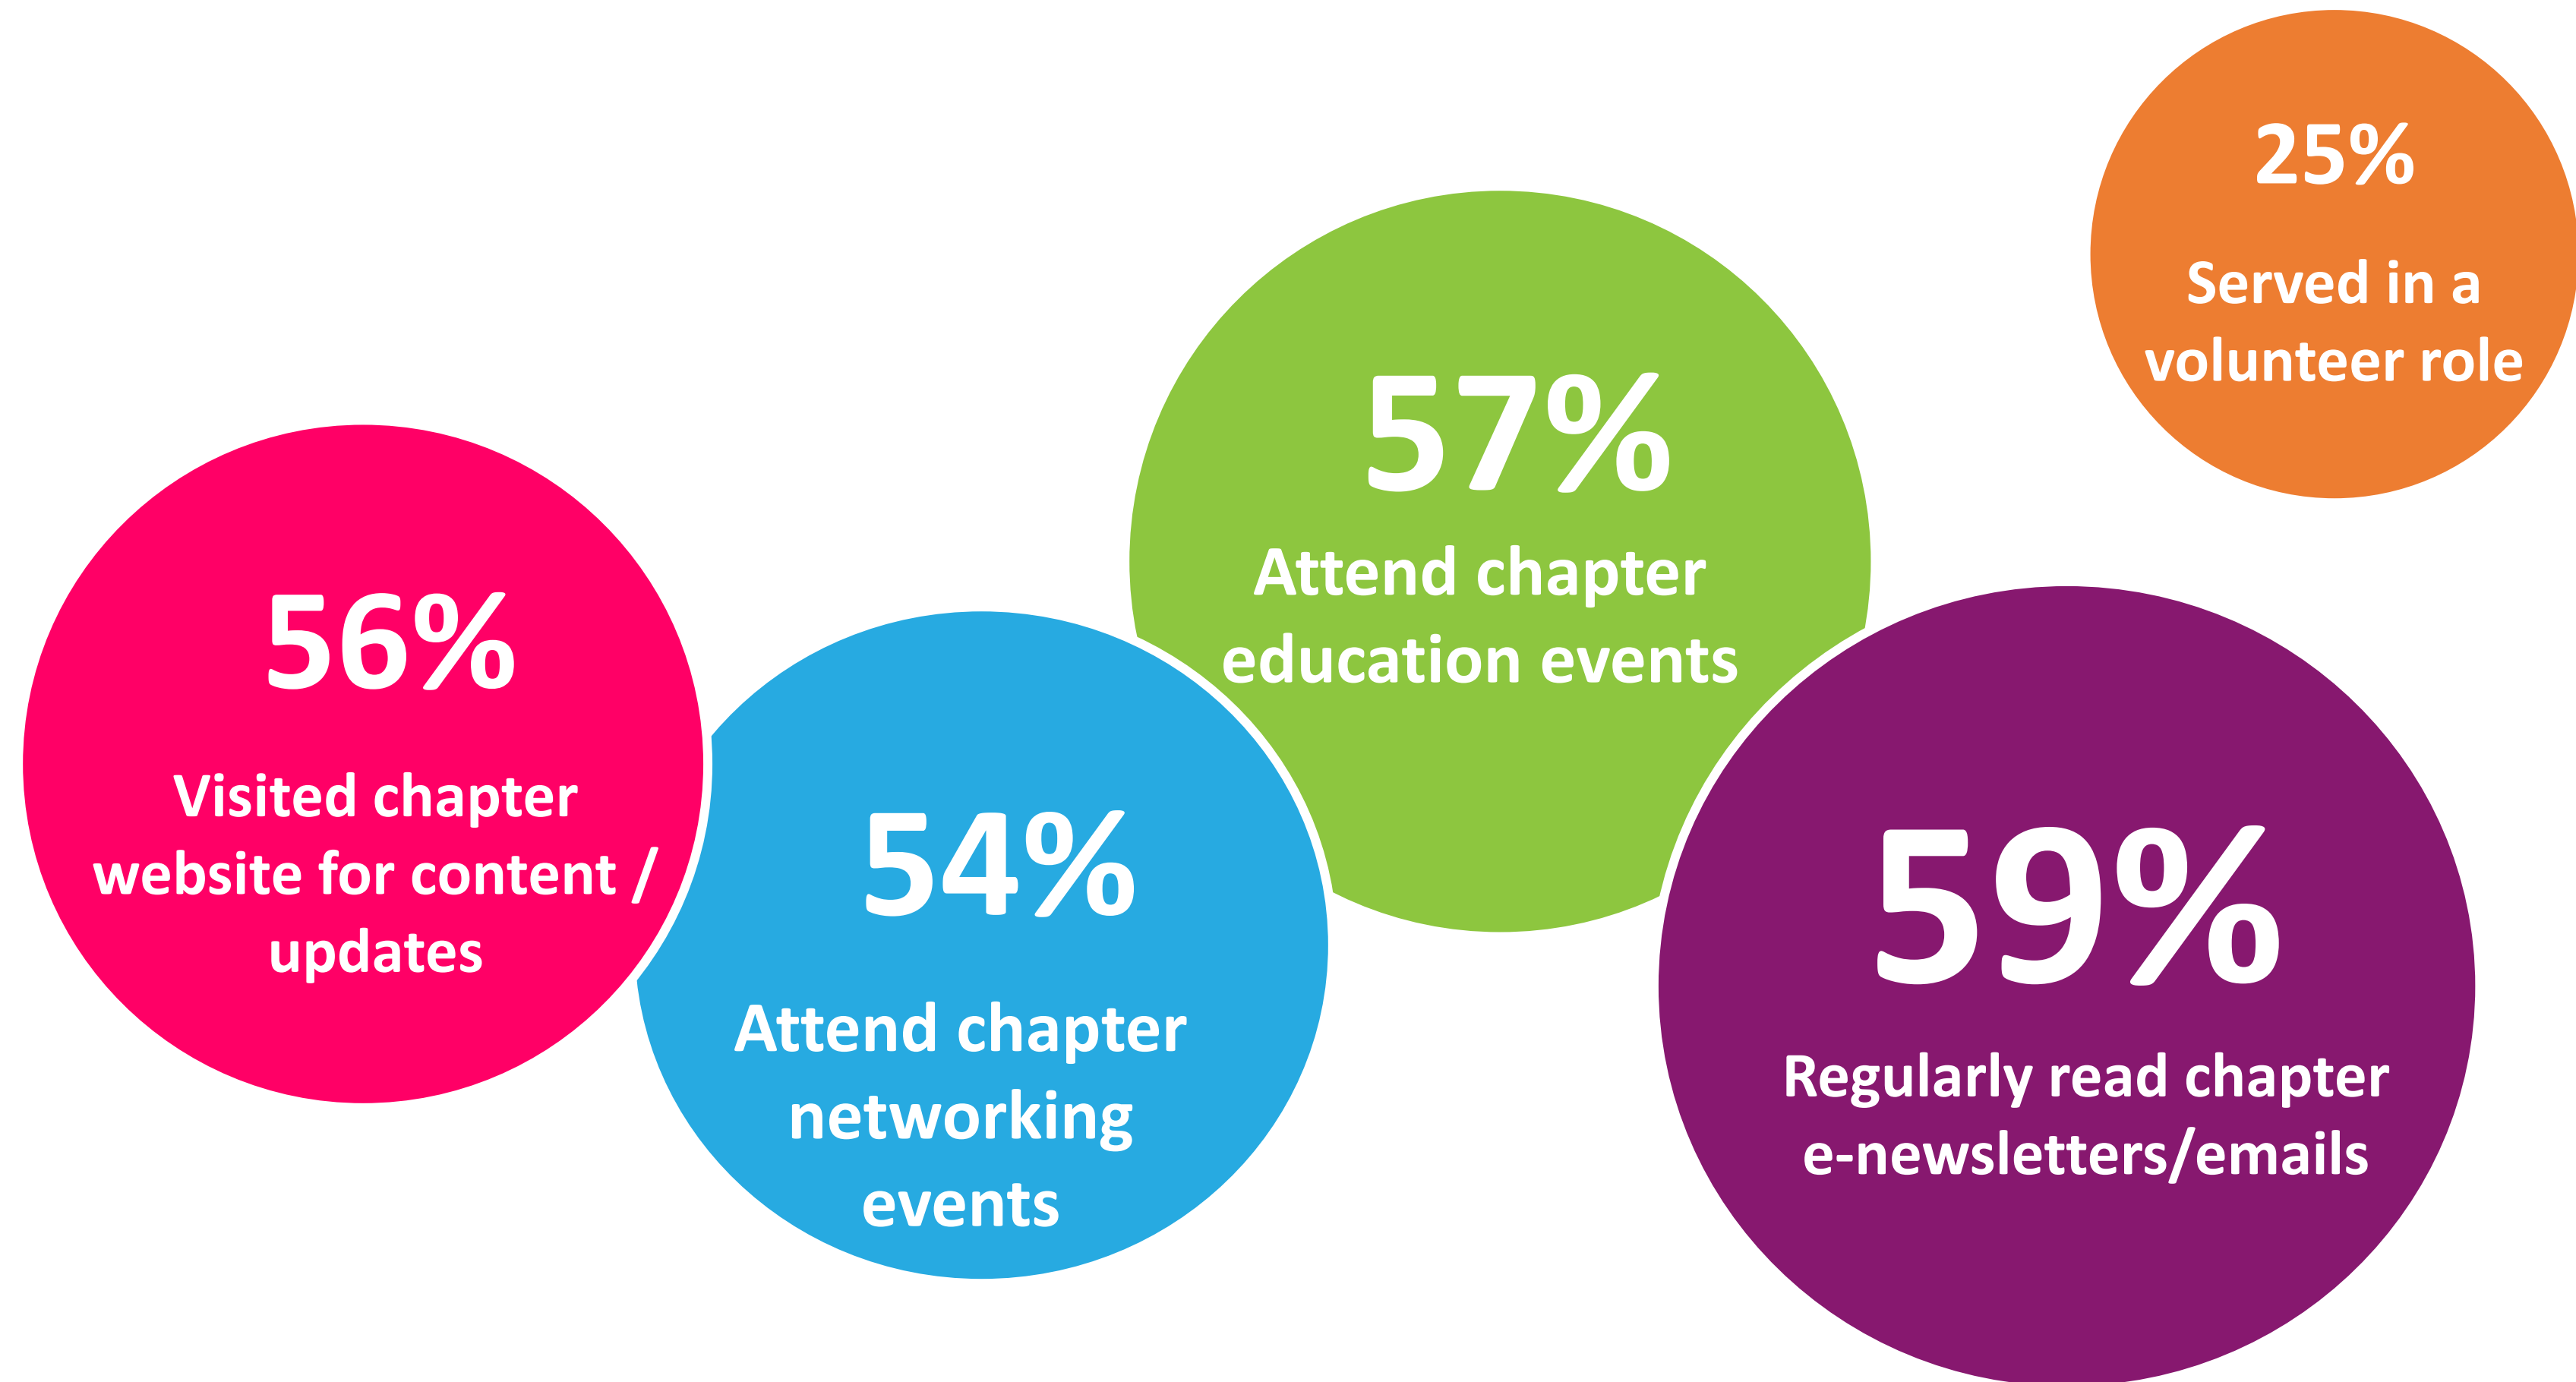 56%
Visited chapter
website for content /
updates
54%
Attend chapter
networking
events
57%
Attend chapter
education events
59%
Regularly read chapter
e-newsletters/emails
25%
Served in a
volunteer role